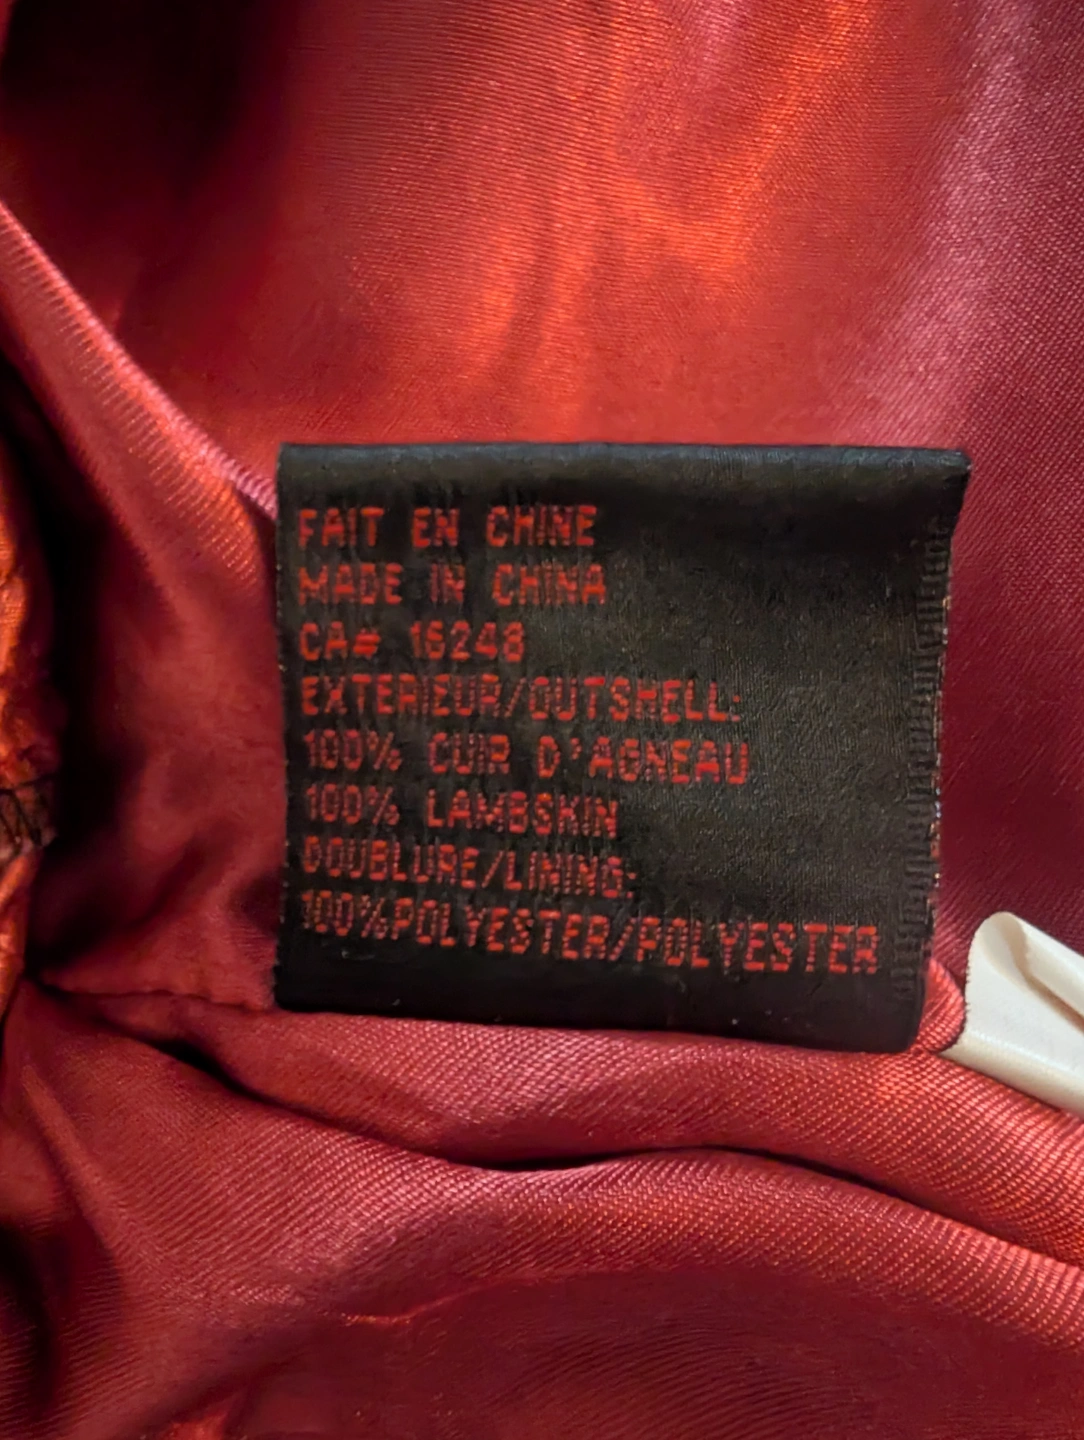 FAIT EN CHINE
MADE IN CHINA
CA# 16248
EXTERIEUR/OUTSHELL:
100% CUIR D'AGNEAU
100% LAMBSKIN
DOUBLURE/LINING:
100%POLYESTER/POLYESTER